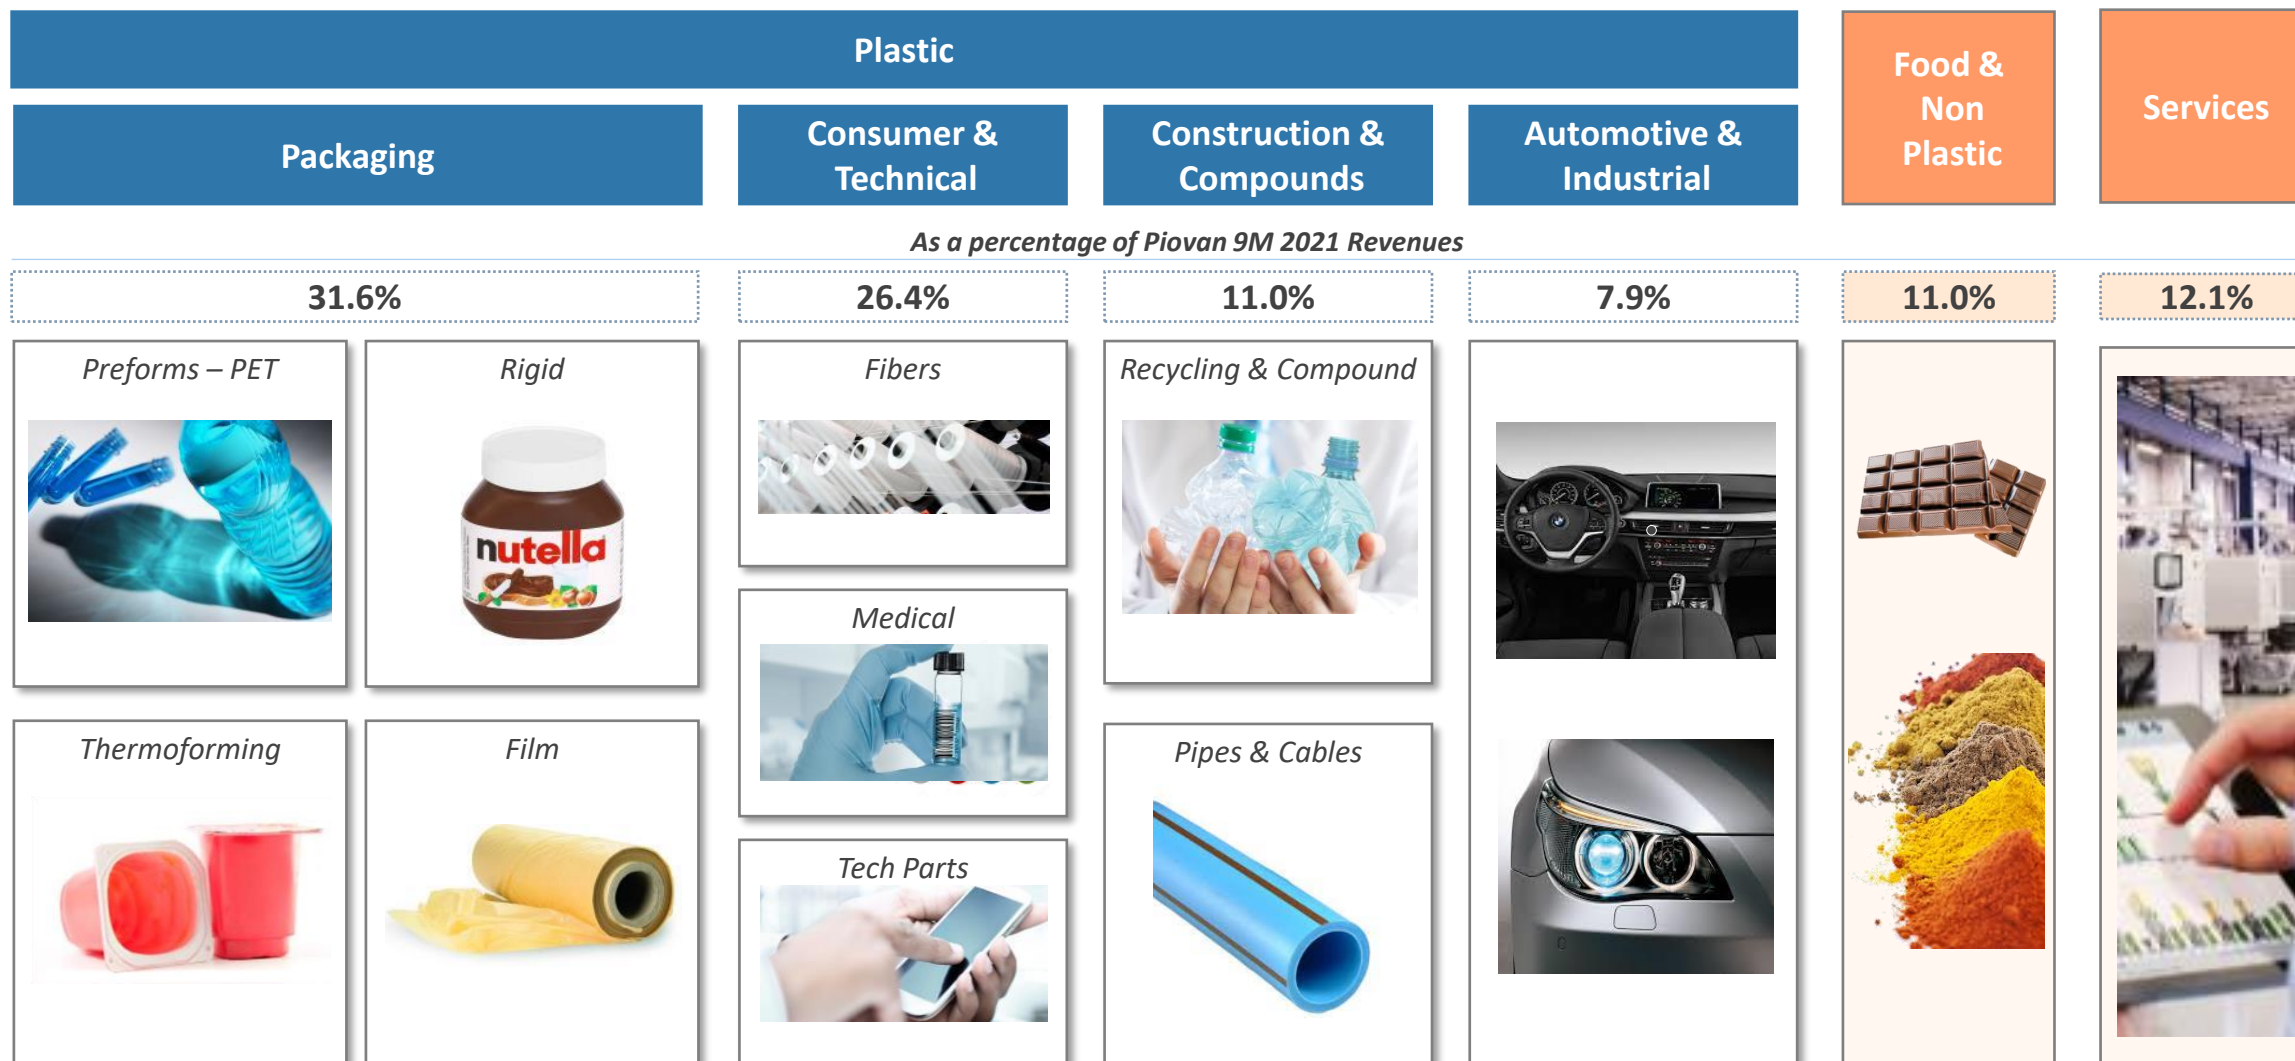 Plastic
Food &
Non
Plastic
Services
Packaging
Consumer &
Technical
Construction &
Compounds
Automotive &
Industrial
As a percentage of Piovan 9M 2021 Revenues
31.6%
26.4%
11.0%
7.9%
11.0%
12.1%
Preforms – PET
Rigid
nutella
Fibers
Medical
Tech Parts
Recycling & Compound
Pipes & Cables
Thermoforming
Film